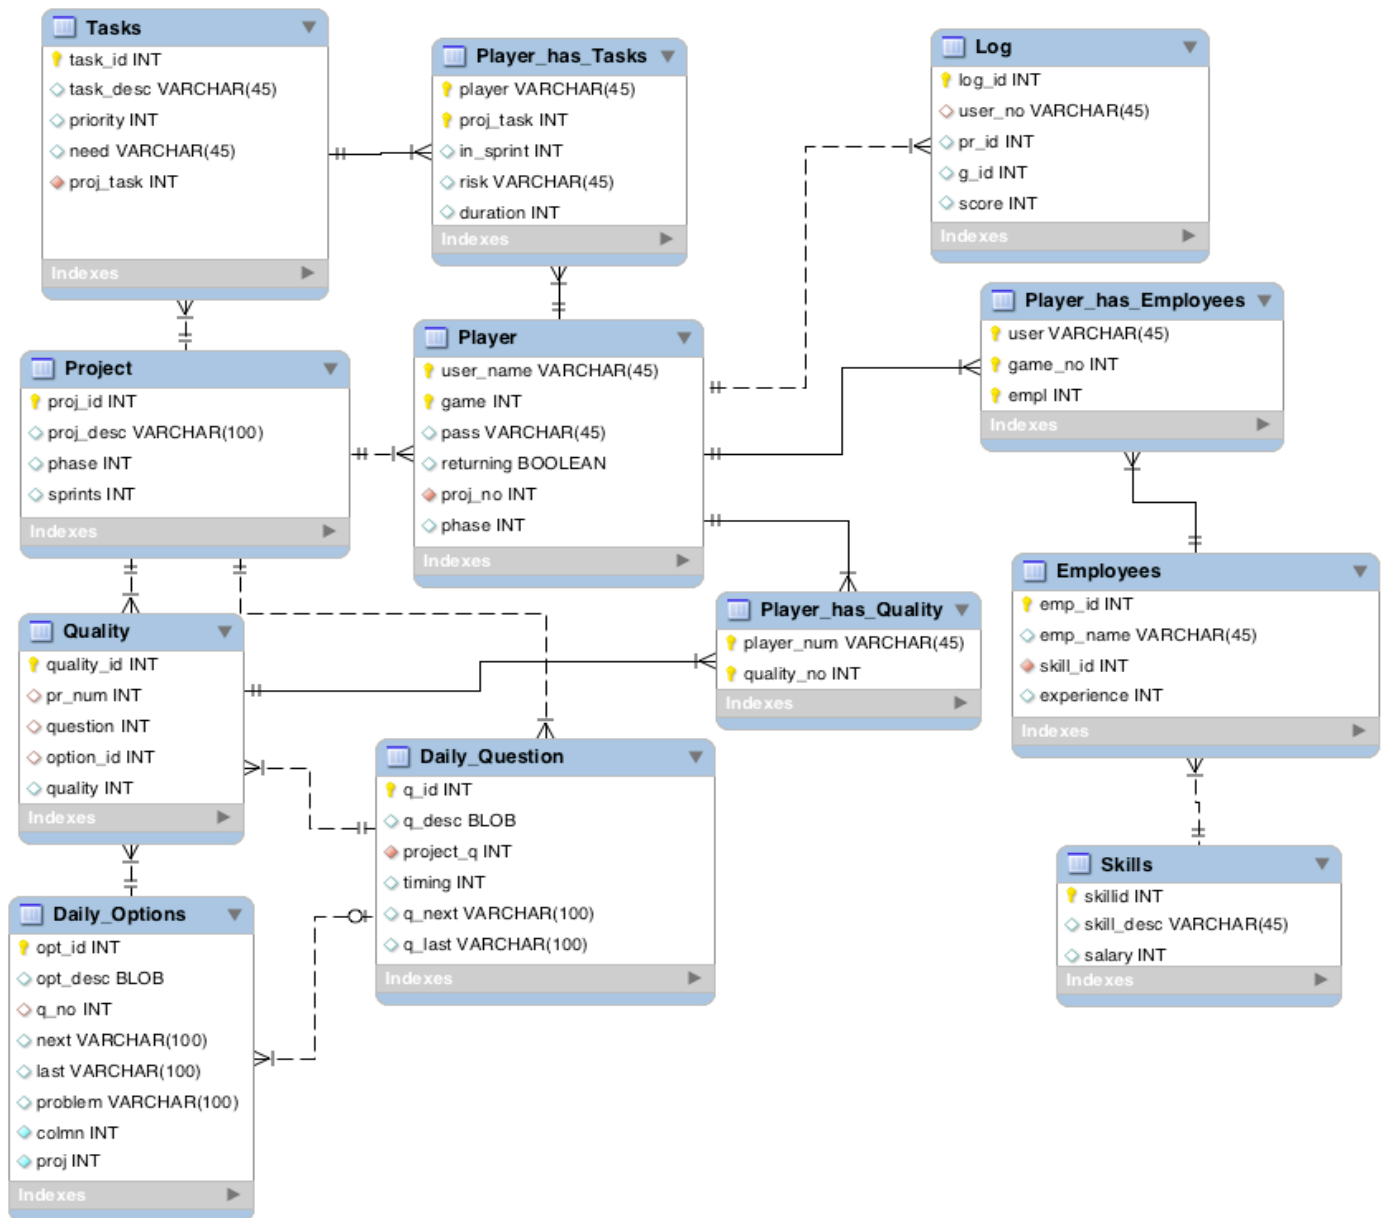 Tasks
task_id INT
task_desc VARCHAR(45)
priority INT
need VARCHAR(45)
proj_task INT
Indexes
Player_has_Tasks
player VARCHAR(45)
proj_task INT
in_sprint INT
risk VARCHAR(45)
duration INT
Indexes
Log
log_id INT
user_no VARCHAR(45)
pr_id INT
g_id INT
score INT
Indexes
Player_has_Employees
user VARCHAR(45)
game_no INT
empl INT
Indexes
Project
proj_id INT
proj_desc VARCHAR(100)
phase INT
sprints INT
Indexes
Player
user_name VARCHAR(45)
game INT
pass VARCHAR(45)
returning BOOLEAN
proj_no INT
phase INT
Indexes
Quality
quality_id INT
pr_num INT
question INT
option_id INT
quality INT
Indexes
Player_has_Quality
player_num VARCHAR(45)
quality_no INT
Indexes
Employees
emp_id INT
emp_name VARCHAR(45)
skill_id INT
experience INT
Indexes
Daily_Question
q_id INT
q_desc BLOB
project_q INT
timing INT
q_next VARCHAR(100)
q_last VARCHAR(100)
Indexes
Skills
skillid INT
skill_desc VARCHAR(45)
salary INT
Indexes
Daily_Options
opt_id INT
opt_desc BLOB
q_no INT
next VARCHAR(100)
last VARCHAR(100)
problem VARCHAR(100)
colmn INT
proj INT
Indexes